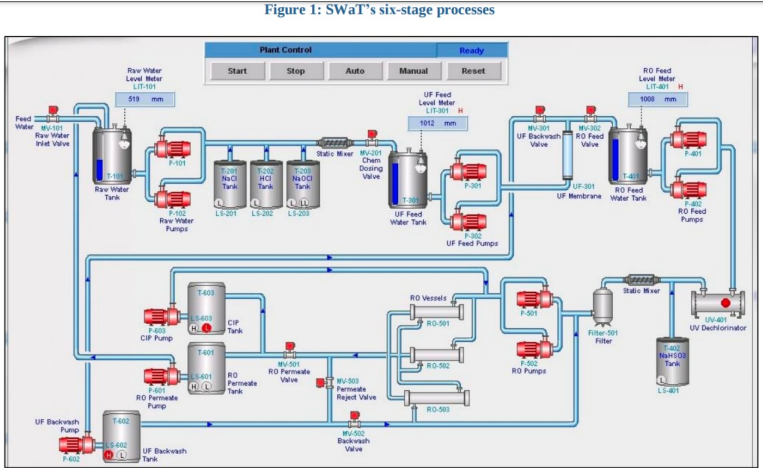 Figure 1: SWaT's six-stage processes
Plant Control
Ready
Start
Stop
Auto
Manual
Reset
Raw Water
Level Meter
LIT-101
519 mm
Feed
Water
MV-101
Raw Water
Inlet Valve
T-101
Raw Water
Tank
P-101
P-102
Raw Water
Pumps
T-201
NaCl
Tank
L
LS-201
T-202
HCl
Tank
L
LS-202
T-203
NaOCl
Tank
L
LL
LS-203
Static Mixer
MV-201
Chem
Dosing
Valve
UF Feed
Level Meter
LIT-301 H
1012 mm
T-301
UF Feed
Water Tank
P-301
P-302
UF Feed Pumps
MV-301
UF Backwash
Valve
MV-302
RO Feed
Valve
UF-301
UF Membrane
RO Feed
Level Meter
LIT-401 H
1008 mm
T-401
RO Feed
Water Tank
P-401
P-402
RO Feed
Pumps
T-603
LS-603
H
L
CIP
Tank
P-603
CIP Pump
T-601
LS-601
H
L
RO
Permeate
Tank
P-601
RO Permeate
Pump
MV-501
RO Permeate
Valve
MV-503
Permeate
Reject Valve
RO Vessels
RO-501
RO-502
RO-503
P-501
P-502
RO Pumps
Filter-501
Filter
Static Mixer
T-402
NaHSO3
Tank
L
LS-401
UV-401
UV Dechlorinator
UF Backwash
Pump
P-602
T-602
LS-602
H
L
UF Backwash
Tank
MV-502
Backwash
Valve